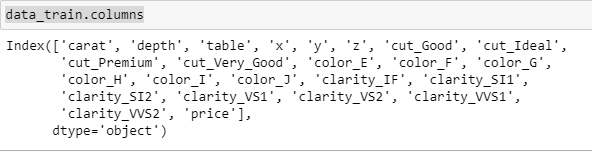 data_train.columns
Index(['carat', 'depth', 'table', 'x', 'y', 'z', 'cut_Good', 'cut_Ideal',
       'cut_Premium', 'cut_Very_Good', 'color_E', 'color_F', 'color_G',
       'color_H', 'color_I', 'color_J', 'clarity_IF', 'clarity_SI1',
       'clarity_SI2', 'clarity_VS1', 'clarity_VS2', 'clarity_VVS1',
       'clarity_VVS2', 'price'],
      dtype='object')